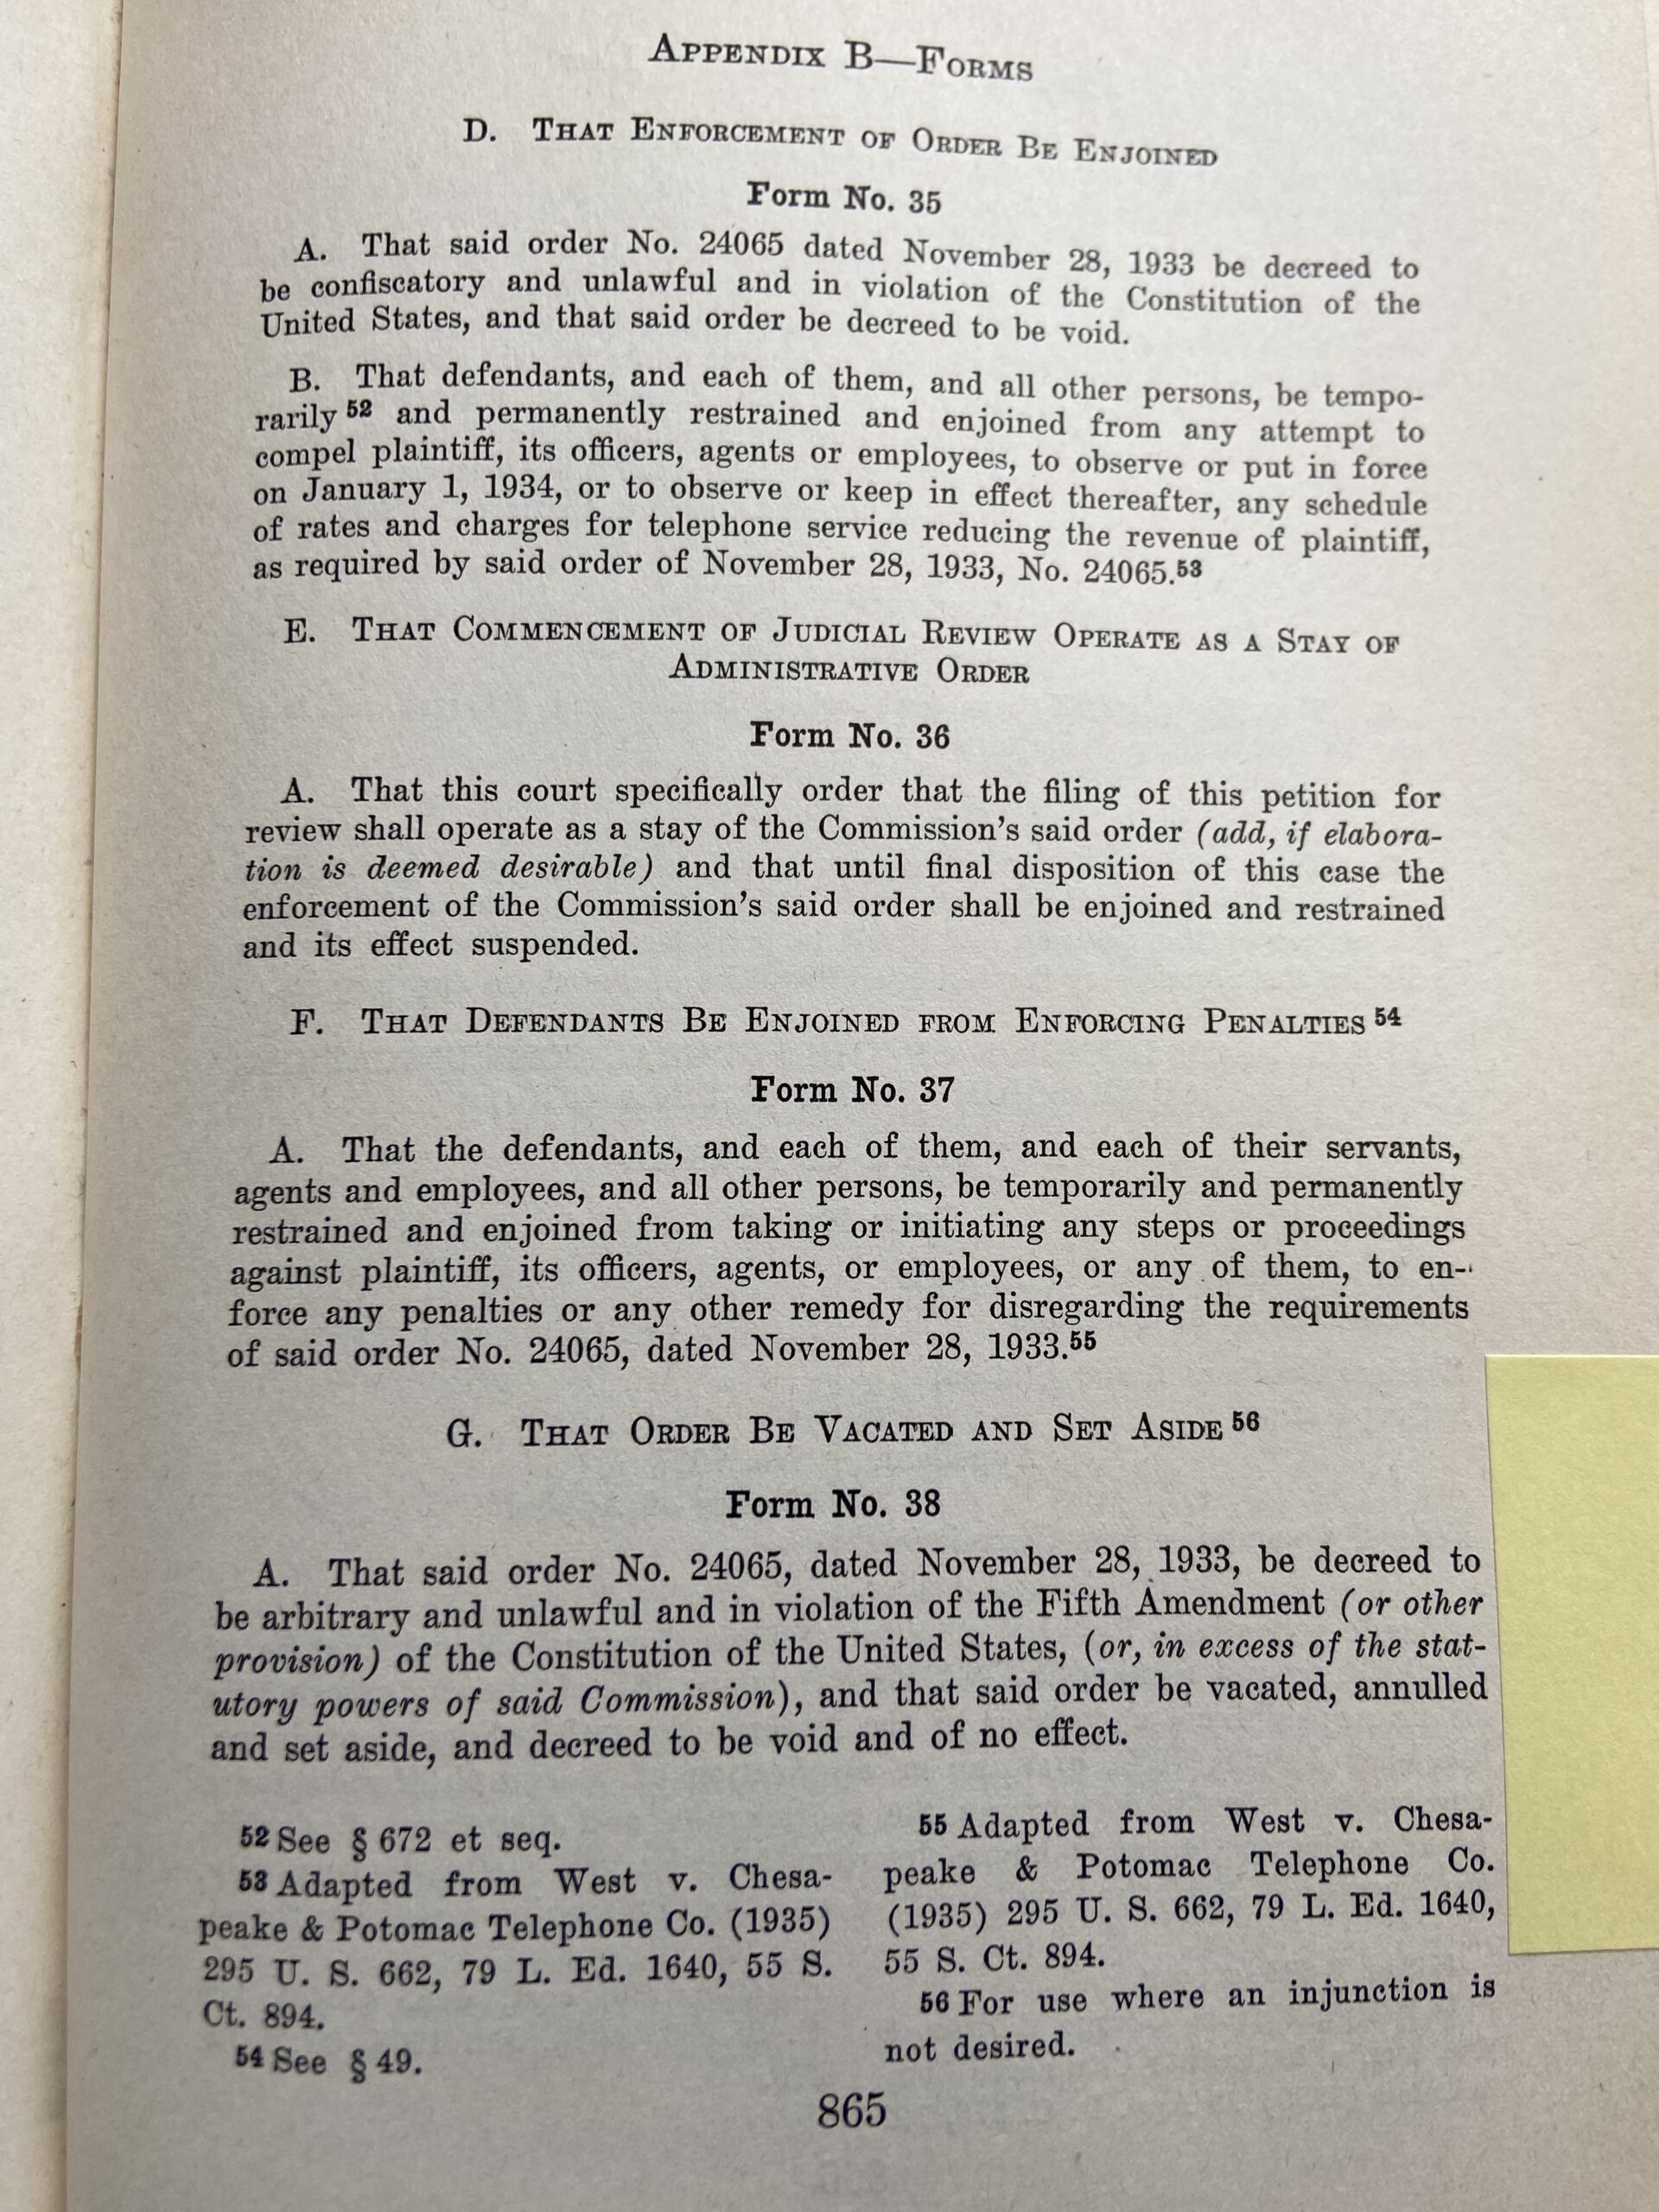 APPENDIX B—FORMS
D. THAT ENFORCEMENT OF ORDER BE ENJOINED
Form No. 35
A. That said order No. 24065 dated November 28, 1933 be decreed to
be confiscatory and unlawful and in violation of the Constitution of the
United States, and that said order be decreed to be void.
B. That defendants, and each of them, and all other persons, be tempo-
rarily 52 and permanently restrained and enjoined from any attempt to
compel plaintiff, its officers, agents or employees, to observe or put in force
on January 1, 1934, or to observe or keep in effect thereafter, any schedule
of rates and charges for telephone service reducing the revenue of plaintiff,
as required by said order of November 28, 1933, No. 24065.53
E. THAT COMMENCEMENT OF JUDICIAL REVIEW OPERATE AS A STAY OF
ADMINISTRATIVE ORDER
Form No. 36
A. That this court specifically order that the filing of this petition for
review shall operate as a stay of the Commission's said order (add, if elabora-
tion is deemed desirable) and that until final disposition of this case the
enforcement of the Commission's said order shall be enjoined and restrained
and its effect suspended.
F. THAT DEFENDANTS BE ENJOINED FROM ENFORCING PENALTIES 54
Form No. 37
A. That the defendants, and each of them, and each of their servants,
agents and employees, and all other persons, be temporarily and permanently
restrained and enjoined from taking or initiating any steps or proceedings
against plaintiff, its officers, agents, or employees, or any of them, to en-
force any penalties or any other remedy for disregarding the requirements
of said order No. 24065, dated November 28, 1933.55
G. THAT ORDER BE VACATED AND SET ASIDE 56
Form No. 38
A. That said order No. 24065, dated November 28, 1933, be decreed to
be arbitrary and unlawful and in violation of the Fifth Amendment (or other
provision) of the Constitution of the United States, (or, in excess of the stat-
utory powers of said Commission), and that said order be vacated, annulled
and set aside, and decreed to be void and of no effect.
52 See § 672 et seq.
53 Adapted from West v. Chesa-
peake & Potomac Telephone Co. (1935)
295 U. S. 662, 79 L. Ed. 1640, 55 S.
Ct. 894.
54 See § 49.
55 Adapted from West v. Chesa-
peake & Potomac Telephone Co.
(1935) 295 U. S. 662, 79 L. Ed. 1640,
55 S. Ct. 894.
56 For use where an injunction is
not desired.
865